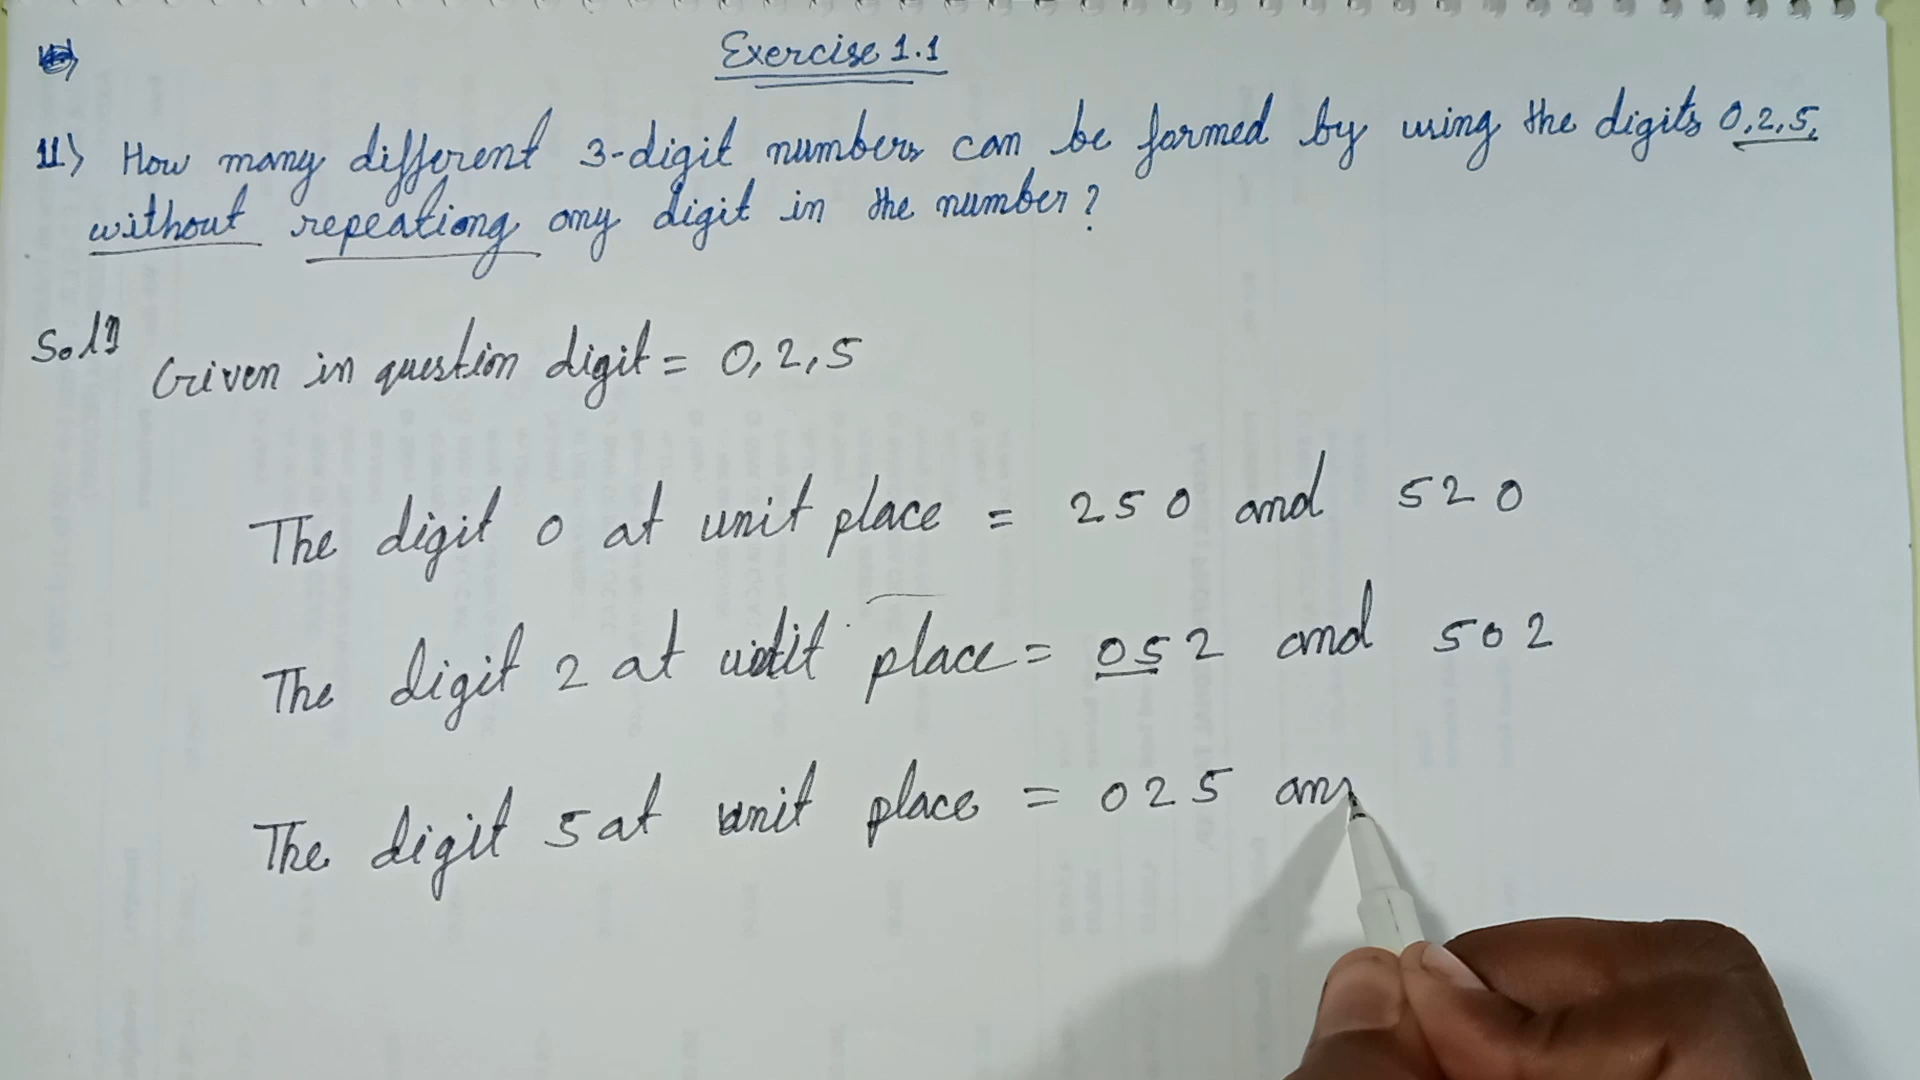 Exercise 1.1
11) How many different 3-digit numbers can be formed by using the digits 0,2,5,
without repeationg any digit in the number?
Given in question digit = 0, 2, 5
The digit 0 at unit place = 250 and 520
The digit 2 at unit place = 052 and 502
The digit 5 at unit place = 025 an